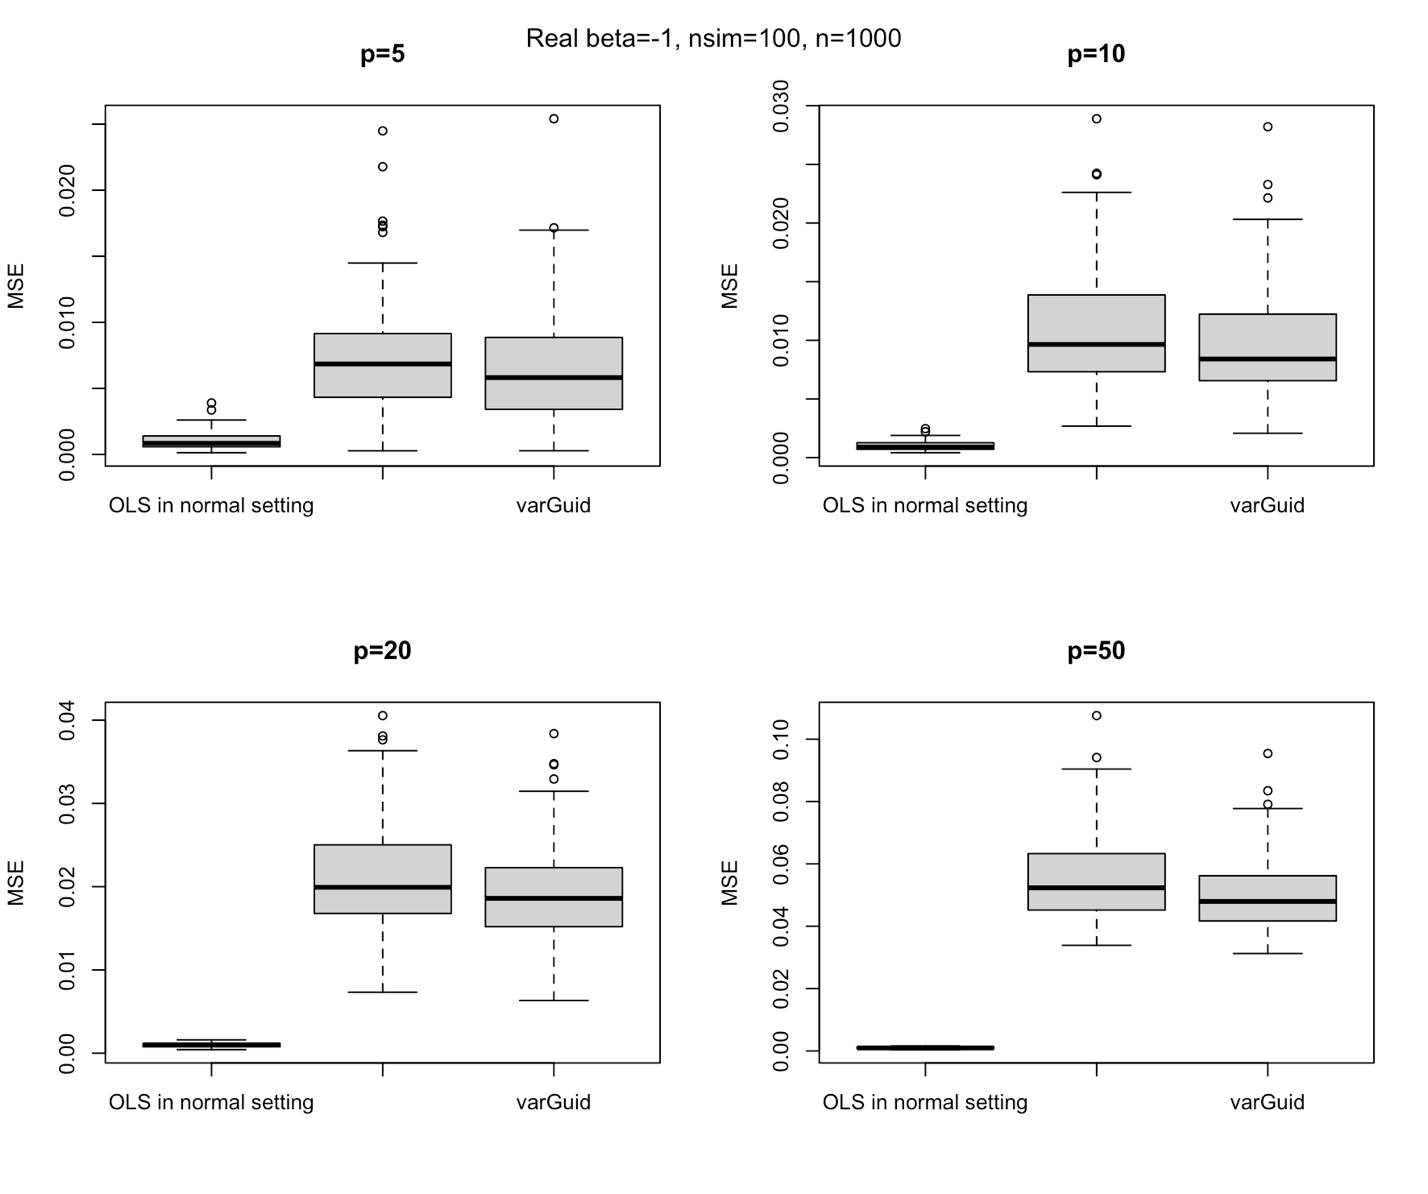 Real beta=-1, nsim=100, n=1000
p=5
MSE
0.020
0.010
0.000
OLS in normal setting varGuid
p=10
MSE
0.030
0.020
0.010
0.000
OLS in normal setting varGuid
p=20
MSE
0.04
0.03
0.02
0.01
0.00
OLS in normal setting varGuid
p=50
MSE
0.10
0.08
0.06
0.04
0.02
0.00
OLS in normal setting varGuid